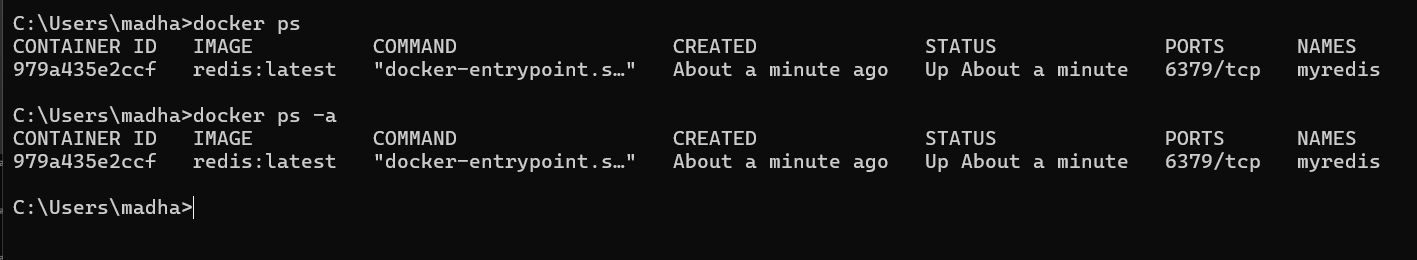 C:\Users\madha>docker ps
CONTAINER ID   IMAGE          COMMAND                  CREATED              STATUS              PORTS      NAMES
979a435e2ccf   redis:latest   "docker-entrypoint.s…"   About a minute ago   Up About a minute   6379/tcp   myredis
C:\Users\madha>docker ps -a
CONTAINER ID   IMAGE          COMMAND                  CREATED              STATUS              PORTS      NAMES
979a435e2ccf   redis:latest   "docker-entrypoint.s…"   About a minute ago   Up About a minute   6379/tcp   myredis
C:\Users\madha>